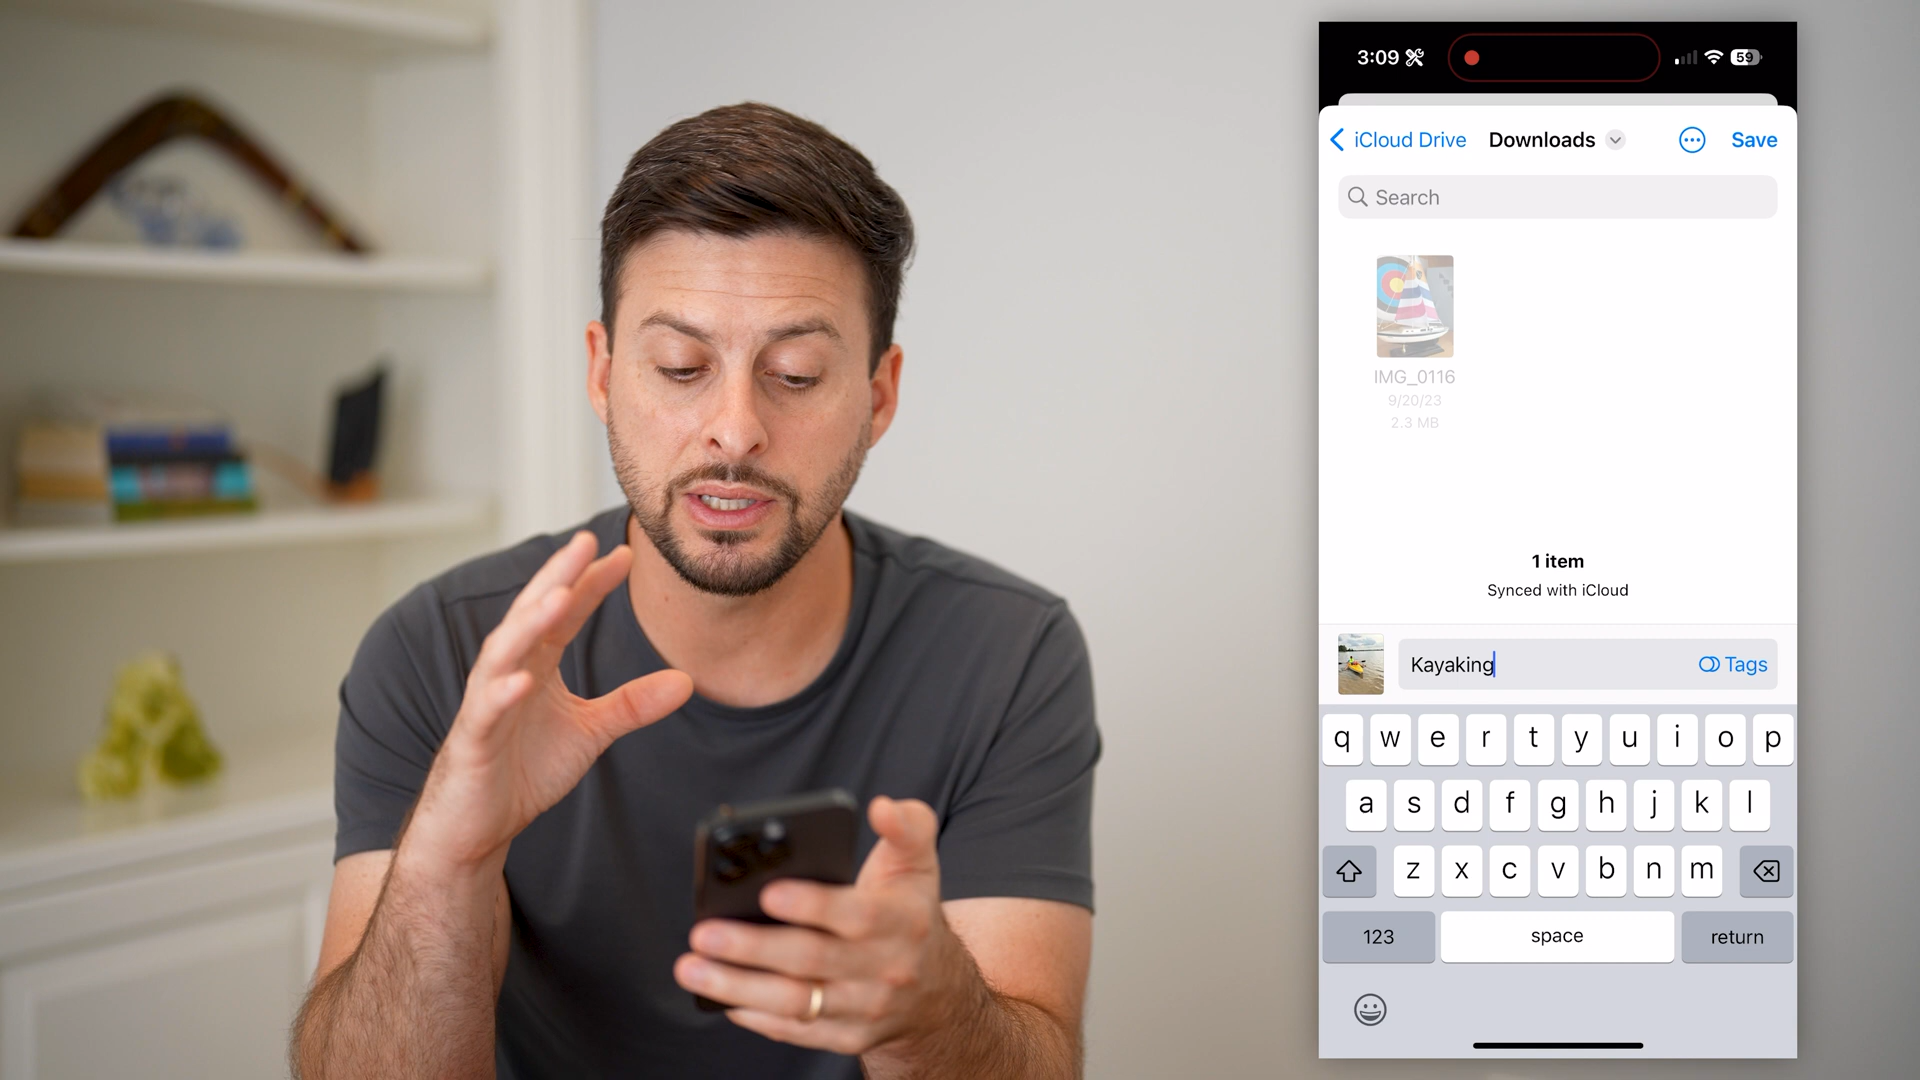 3:09 59
iCloud Drive Downloads Save
Search
IMG_0116
9/20/23
2.3 MB
1 item
Synced with iCloud
Kayaking Tags
q w e r t y u i o p
a s d f g h j k l
z x c v b n m
123 space return